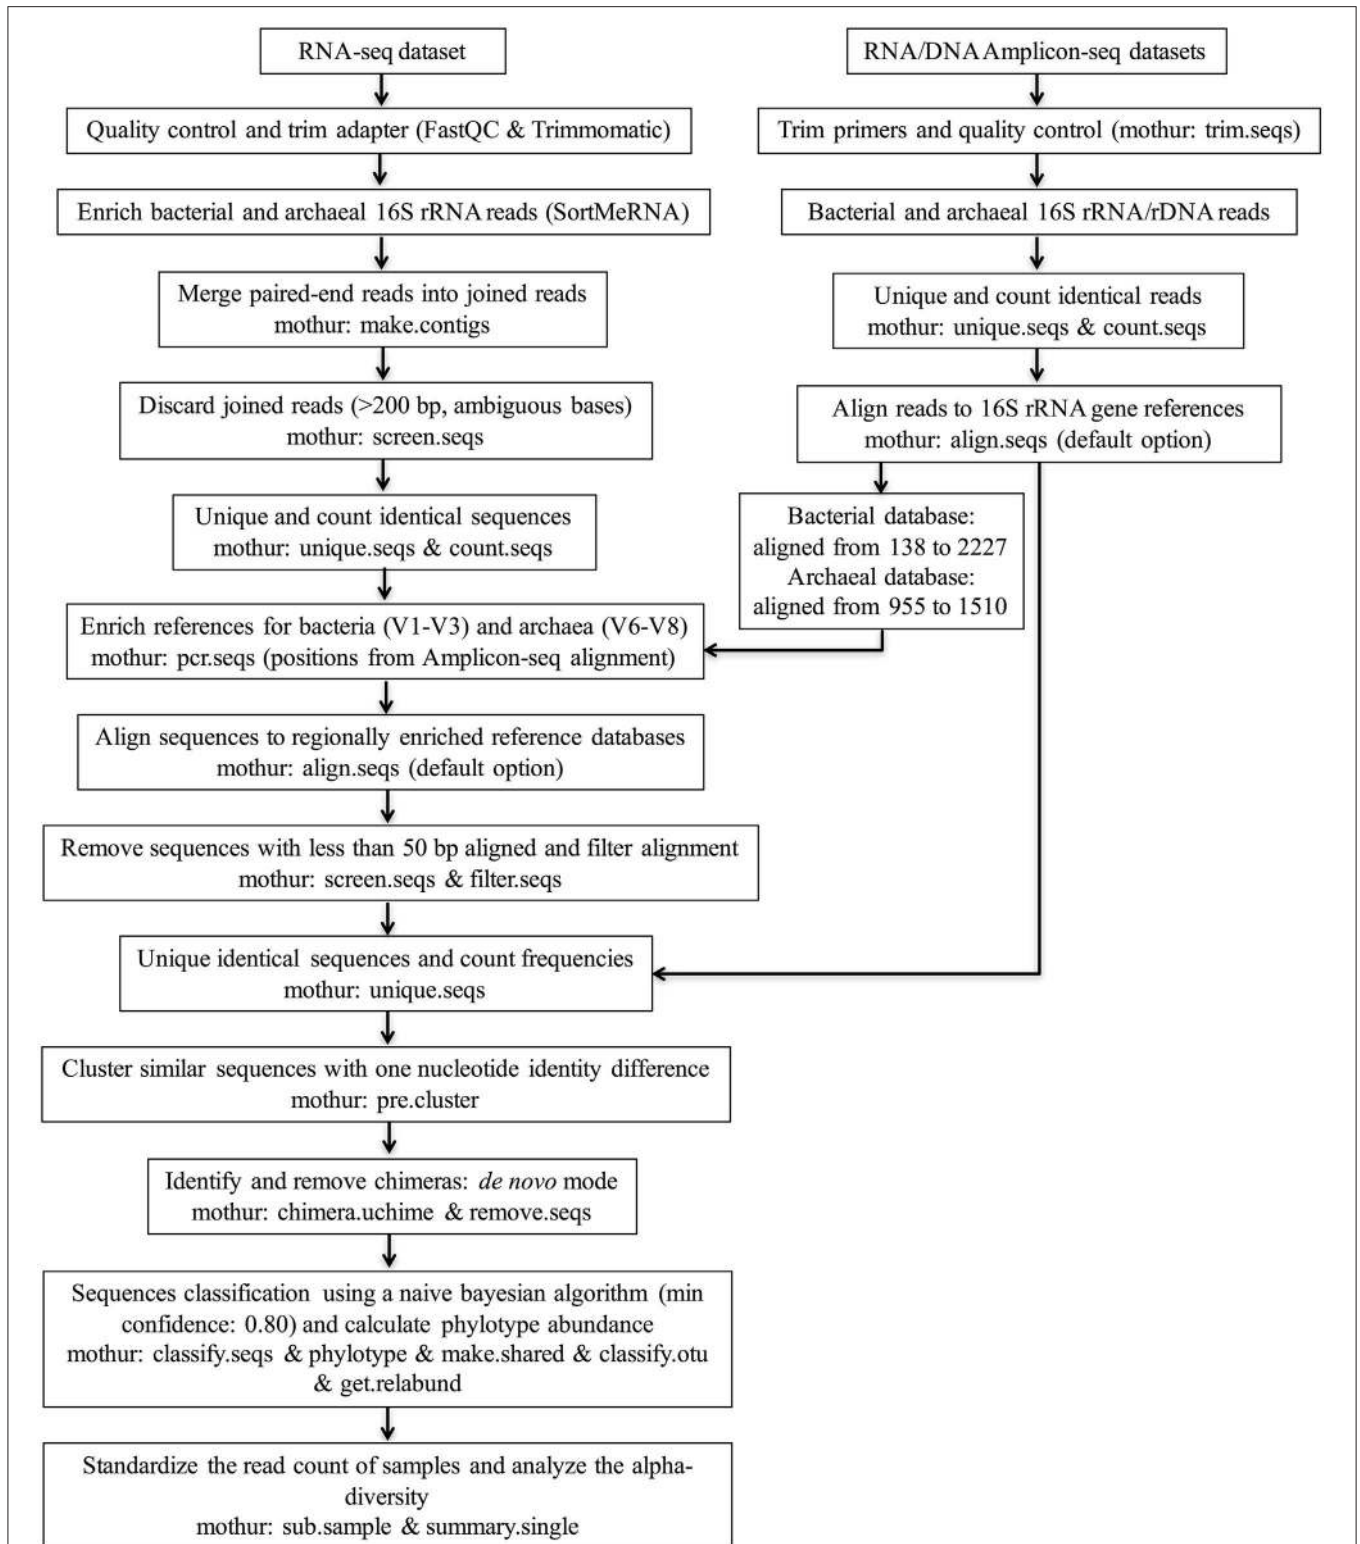 RNA-seq dataset
Quality control and trim adapter (FastQC & Trimmomatic)
Enrich bacterial and archaeal 16S rRNA reads (SortMeRNA)
Merge paired-end reads into joined reads
mothur: make.contigs
Discard joined reads (>200 bp, ambiguous bases)
mothur: screen.seqs
Unique and count identical sequences
mothur: unique.seqs & count.seqs
Enrich references for bacteria (V1-V3) and archaea (V6-V8)
mothur: pcr.seqs (positions from Amplicon-seq alignment)
Align sequences to regionally enriched reference databases
mothur: align.seqs (default option)
Remove sequences with less than 50 bp aligned and filter alignment
mothur: screen.seqs & filter.seqs
Unique identical sequences and count frequencies
mothur: unique.seqs
Cluster similar sequences with one nucleotide identity difference
mothur: pre.cluster
Identify and remove chimeras: de novo mode
mothur: chimera.uchime & remove.seqs
Sequences classification using a naive bayesian algorithm (min
confidence: 0.80) and calculate phylotype abundance
mothur: classify.seqs & phylotype & make.shared & classify.otu
& get.relabund
Standardize the read count of samples and analyze the alpha-
diversity
mothur: sub.sample & summary.single
RNA/DNA Amplicon-seq datasets
Trim primers and quality control (mothur: trim.seqs)
Bacterial and archaeal 16S rRNA/rDNA reads
Unique and count identical reads
mothur: unique.seqs & count.seqs
Align reads to 16S rRNA gene references
mothur: align.seqs (default option)
Bacterial database:
aligned from 138 to 2227
Archaeal database:
aligned from 955 to 1510